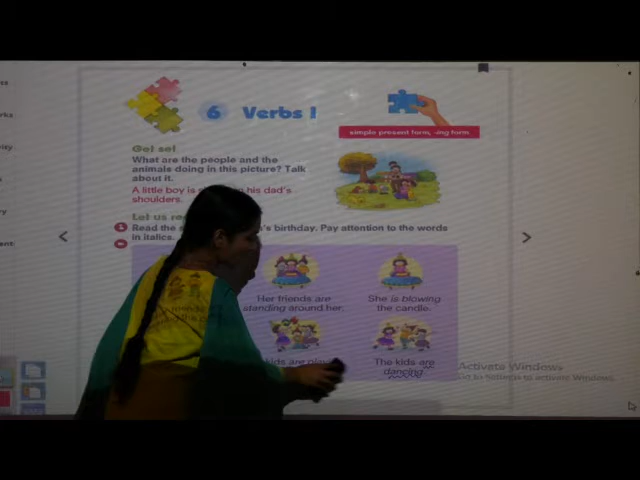 6 Verbs I
simple present form, -ing form
Get set
What are the people and the
animals doing in this picture? Talk
about it.
A little boy is his dad's
shoulders.
Let us
Read the birthday. Pay attention to the words
in italics.
Her friends are
standing around her.
She is blowing
the candle.
kids are
The kids are
dancing
Activate Windows
Go to Settings to activate Windows.